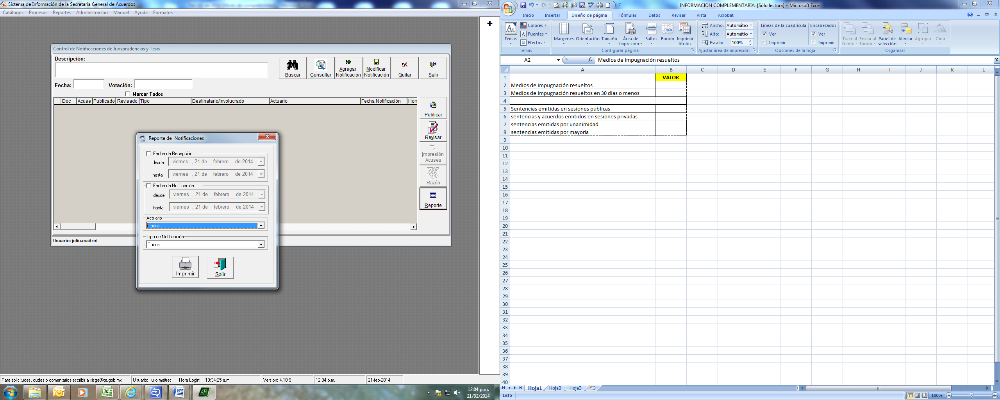 Sistema de Información de la Secretaría General de Acuerdos
Catálogos Procesos Reportes Administración Manual Ayuda Formatos
Control de Notificaciones de Jurisprudencias y Tesis
Descripción:
Buscar Consultar Agregar Notificación Modificar Notificación Quitar Salir
Fecha: Votación:
Marcar Todos
Doc Acuse Publicado Revisado Tipo Destinatario/Involucrado Actuario Fecha Notificación Hora
Publicar
Revisar
Impresión Acuses
Razón
Reporte
Usuario: julio.maitret
Reporte de Notificaciones
Fecha de Recepción
desde: viernes , 21 de febrero de 2014
hasta: viernes , 21 de febrero de 2014
Fecha de Notificación
desde: viernes , 21 de febrero de 2014
hasta: viernes , 21 de febrero de 2014
Actuario
Todos
Tipo de Notificación
Todos
Imprimir Salir
Para solicitudes, dudas o comentarios escribir a sisga@te.gob.mx Usuario: julio.maitret Hora Login: 10:34:25 a.m. Version: 4.18.9 12:04 p.m. 21-feb-2014
12:04 p.m.
21/02/2014
INFORMACION COMPLEMENTARIA [Sólo lectura] - Microsoft Excel
Inicio Insertar Diseño de página Fórmulas Datos Revisar Vista Acrobat
Temas Colores Fuentes Efectos
Temas
Márgenes Orientación Tamaño Área de impresión Saltos Fondo Imprimir títulos
Configurar página
Ancho: Automátic
Alto: Automátic
Escala: 100%
Ajustar área de impresión
Líneas de la cuadrícula Encabezados
Ver Ver
Imprimir Imprimir
Opciones de la hoja
Traer al frente Enviar al fondo Panel de selección Alinear Agrupar Girar
Organizar
A2 fx Medios de impugnación resueltos
A B C D E F G H I J K L
1 VALOR
2 Medios de impugnación resueltos
3 Medios de impugnación resueltos en 30 dias o menos
4
5 Sentencias emitidas en sesiones públicas
6 sentencias y acuerdos emitidos en sesiones privadas
7 sentencias emitidas por unanimidad
8 sentencias emitidas por mayoría
9
10
11
12
13
14
15
16
17
18
19
20
21
22
23
24
25
26
27
28
29
30
31
32
33
34
35
36
37
38
39
40
Hoja1 Hoja2 Hoja3
Listo 100%